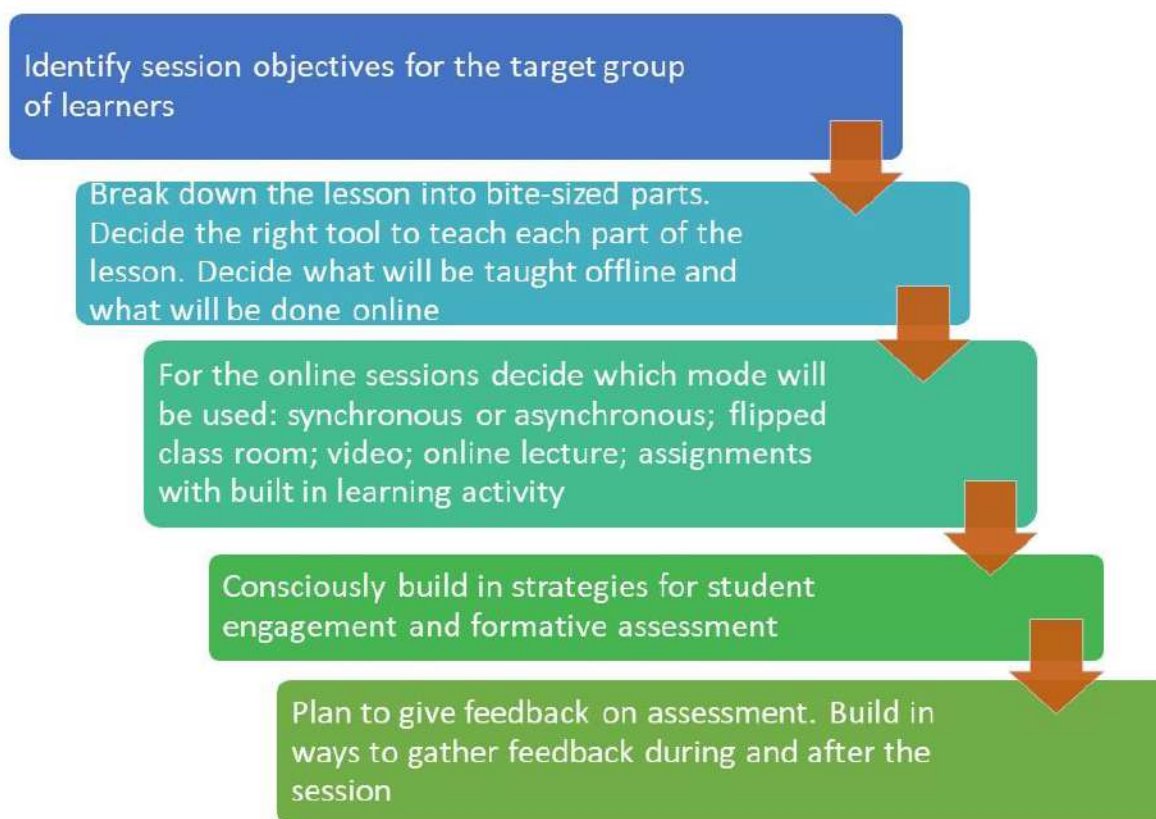 Identify session objectives for the target group
of learners
Break down the lesson into bite-sized parts.
Decide the right tool to teach each part of the
lesson. Decide what will be taught offline and
what will be done online
For the online sessions decide which mode will
be used: synchronous or asynchronous; flipped
class room; video; online lecture; assignments
with built in learning activity
Consciously build in strategies for student
engagement and formative assessment
Plan to give feedback on assessment. Build in
ways to gather feedback during and after the
session